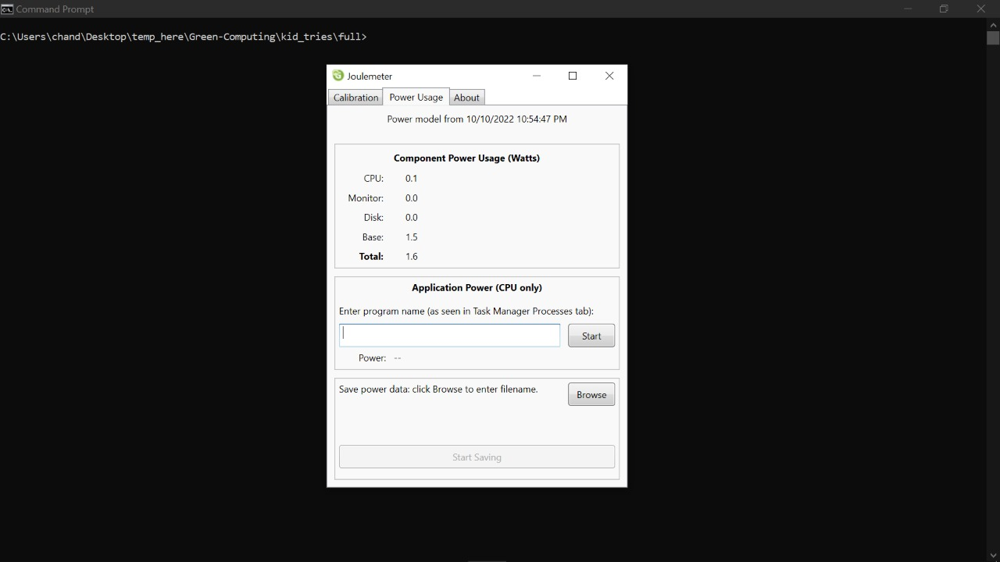 Command Prompt
C:\Users\chand\Desktop\temp_here\Green-Computing\kid_tries\full>
Joulemeter
Calibration Power Usage About
Power model from 10/10/2022 10:54:47 PM
Component Power Usage (Watts)
CPU: 0.1
Monitor: 0.0
Disk: 0.0
Base: 1.5
Total: 1.6
Application Power (CPU only)
Enter program name (as seen in Task Manager Processes tab):
Start
Power: --
Save power data: click Browse to enter filename.
Browse
Start Saving